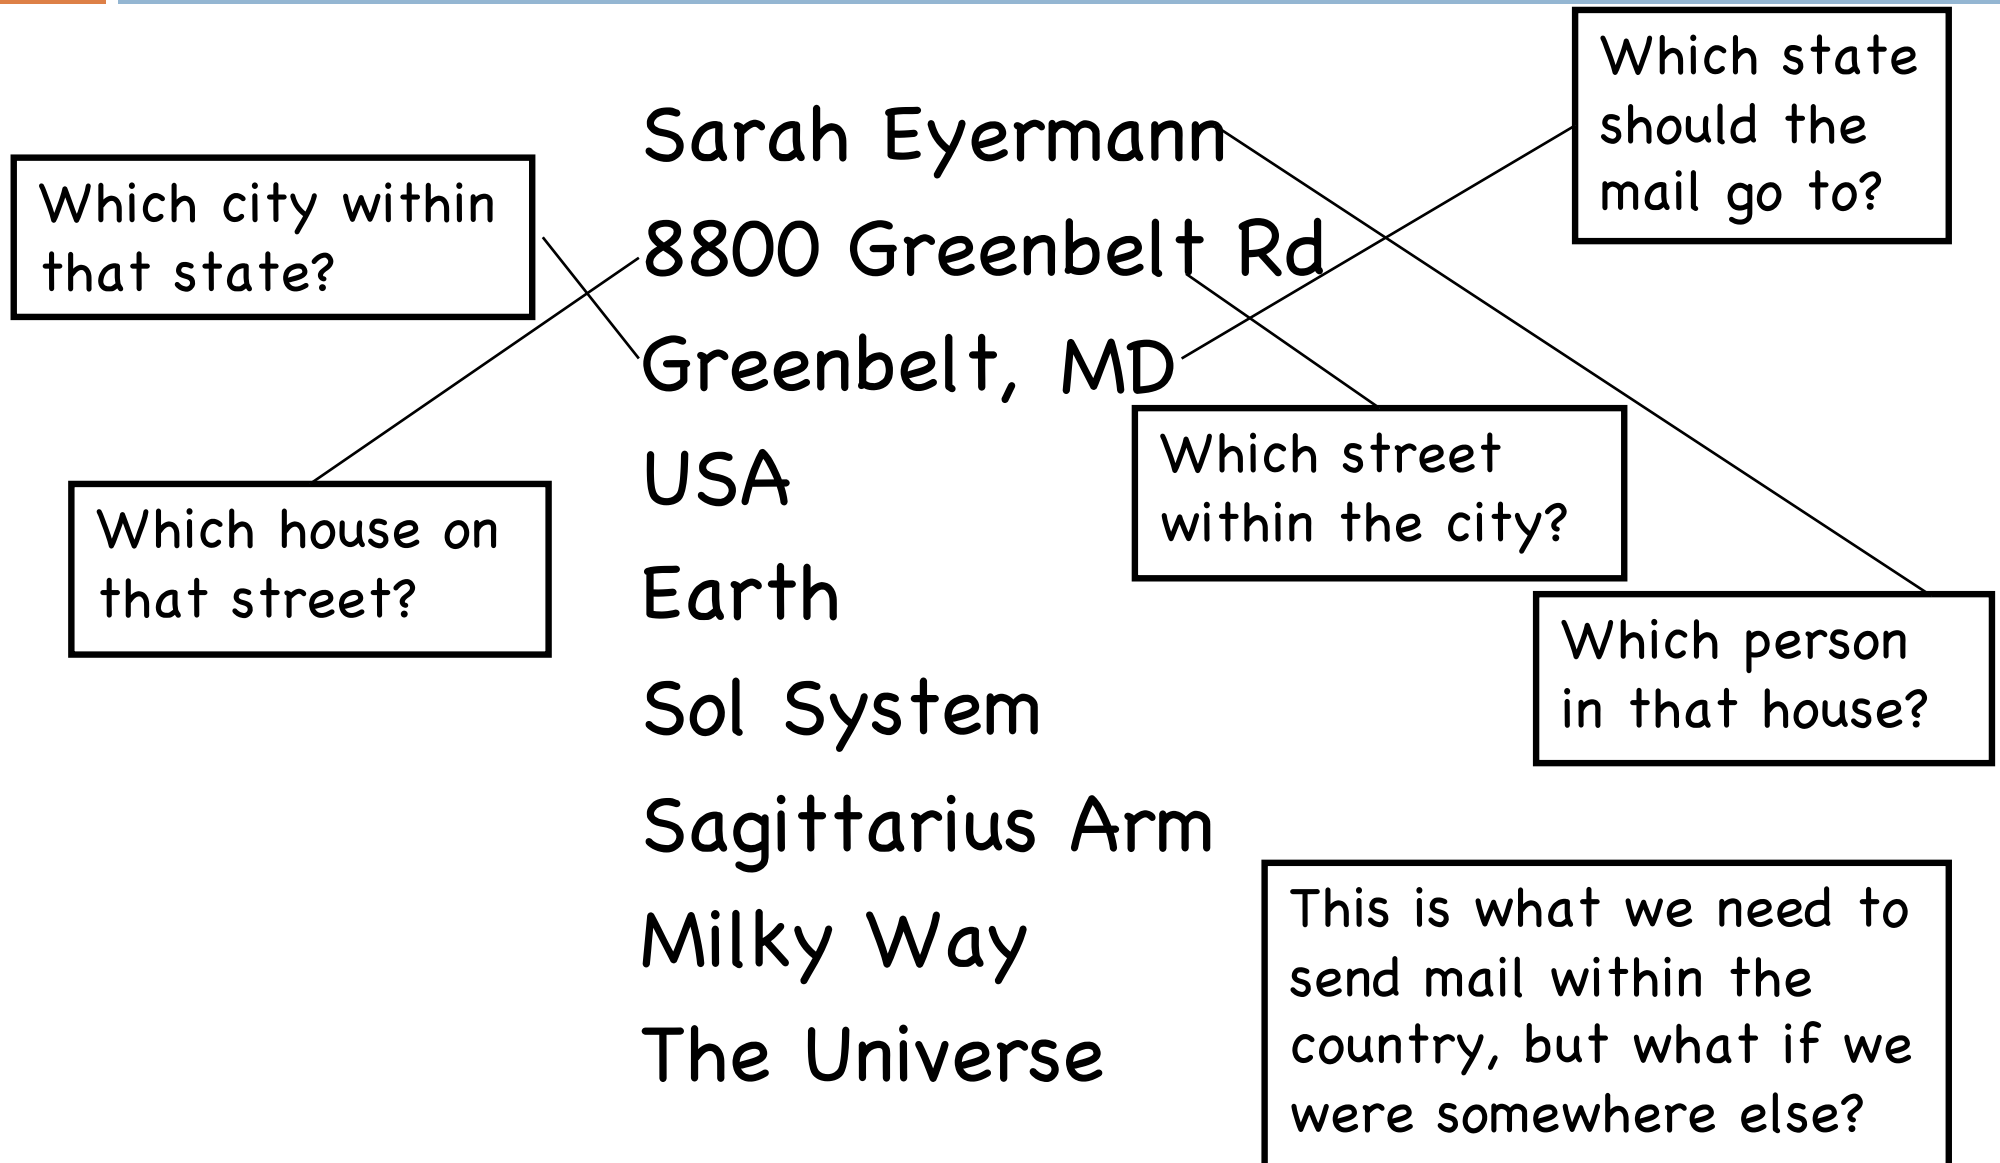 Which state
should the
mail go to?
Sarah Eyermann
Which city within
that state?
8800 Greenbelt Rd
Greenbelt, MD
Which street
within the city?
USA
Which house on
that street?
Earth
Which person
in that house?
Sol System
Sagittarius Arm
This is what we need to
send mail within the
country, but what if we
were somewhere else?
Milky Way
The Universe